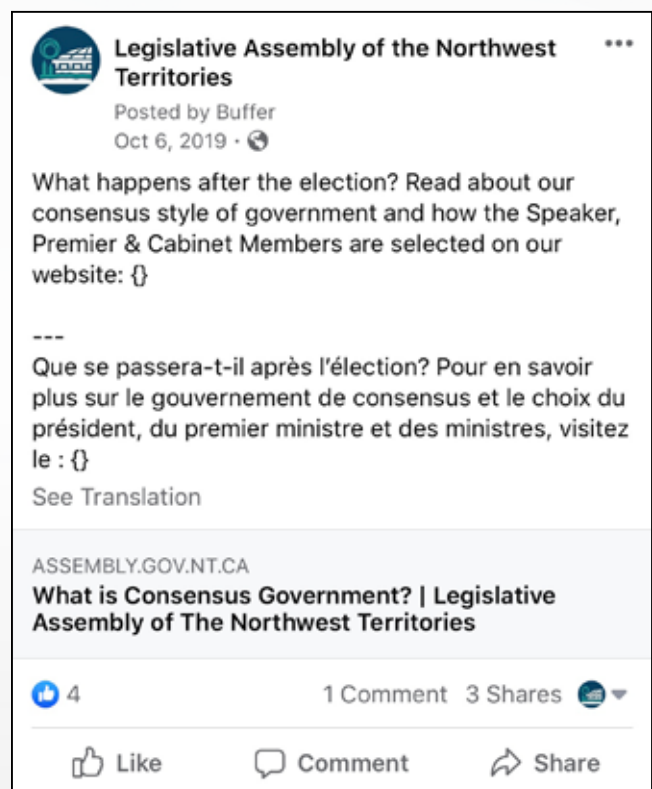 Legislative Assembly of the Northwest
Territories
Posted by Buffer
Oct 6, 2019 ·
What happens after the election? Read about our
consensus style of government and how the Speaker,
Premier & Cabinet Members are selected on our
website: {}
---
Que se passera-t-il après l'élection? Pour en savoir
plus sur le gouvernement de consensus et le choix du
président, du premier ministre et des ministres, visitez
le : {}
See Translation
ASSEMBLY.GOV.NT.CA
What is Consensus Government? | Legislative
Assembly of The Northwest Territories
4 1 Comment 3 Shares
Like Comment Share